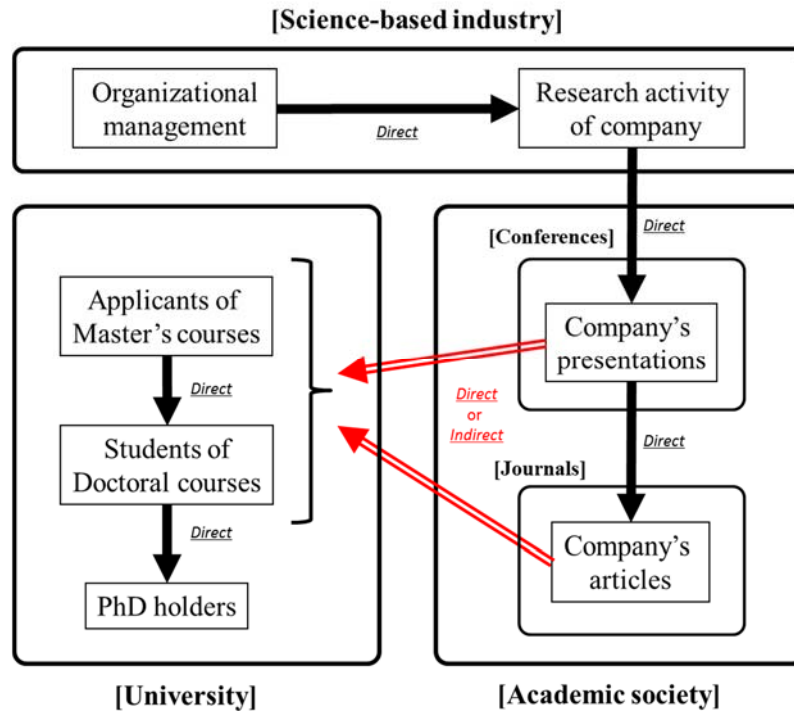 [Science-based industry]
Organizational
management
Direct
Research activity
of company
Direct
[Conferences]
Company’s
presentations
Direct
[Journals]
Company’s
articles
Direct
or
Indirect
Applicants of
Master’s courses
Direct
Students of
Doctoral courses
Direct
PhD holders
[University]
[Academic society]